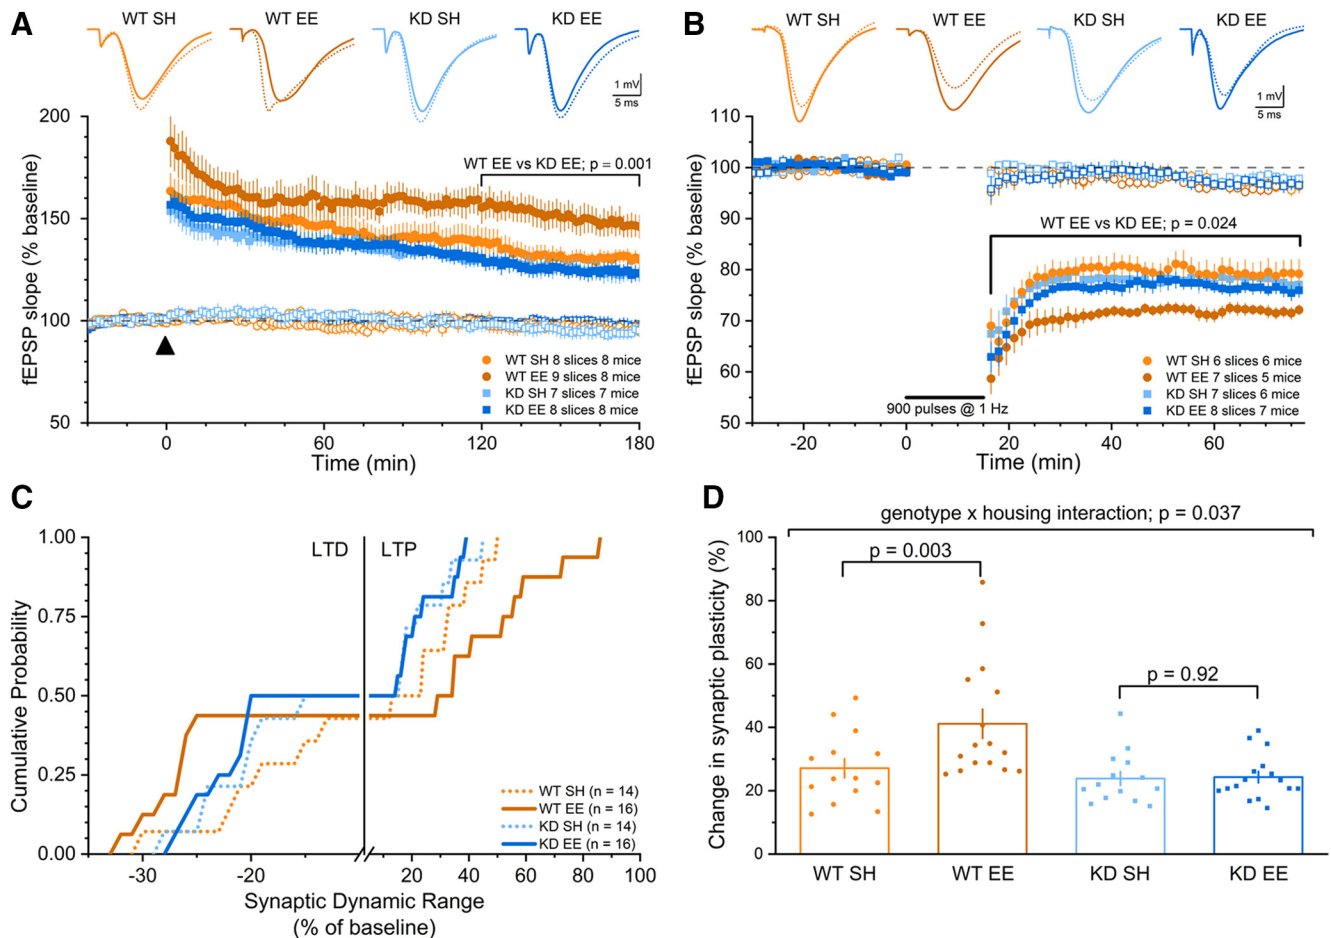 A
WT SH
WT EE
KD SH
KD EE
1 mV
5 ms
200
150
100
50
fEPSP slope (% baseline)
WT EE vs KD EE; p = 0.001
WT SH 8 slices 8 mice
WT EE 9 slices 8 mice
KD SH 7 slices 7 mice
KD EE 8 slices 8 mice
0
60
120
180
Time (min)
B
WT SH
WT EE
KD SH
KD EE
1 mV
5 ms
110
100
90
80
70
60
50
fEPSP slope (% baseline)
WT EE vs KD EE; p = 0.024
900 pulses @ 1 Hz
WT SH 6 slices 6 mice
WT EE 7 slices 5 mice
KD SH 7 slices 6 mice
KD EE 8 slices 7 mice
-20
0
20
40
60
Time (min)
C
1.00
0.75
0.50
0.25
0.00
Cumulative Probability
LTD
LTP
WT SH (n = 14)
WT EE (n = 16)
KD SH (n = 14)
KD EE (n = 16)
-30
-20
20
40
60
80
100
Synaptic Dynamic Range
(% of baseline)
D
genotype x housing interaction; p = 0.037
p = 0.003
p = 0.92
100
80
60
40
20
0
Change in synaptic plasticity (%)
WT SH
WT EE
KD SH
KD EE